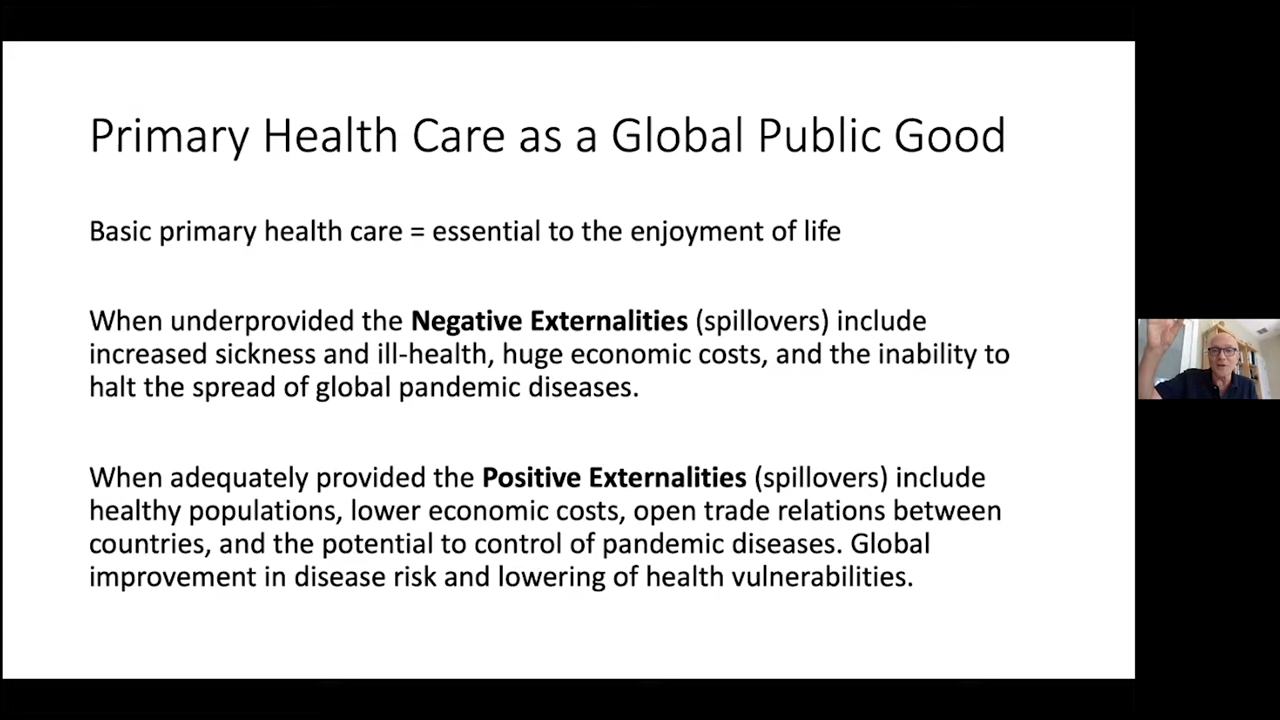 Primary Health Care as a Global Public Good
Basic primary health care = essential to the enjoyment of life
When underprovided the Negative Externalities (spillovers) include
increased sickness and ill-health, huge economic costs, and the inability to
halt the spread of global pandemic diseases.
When adequately provided the Positive Externalities (spillovers) include
healthy populations, lower economic costs, open trade relations between
countries, and the potential to control of pandemic diseases. Global
improvement in disease risk and lowering of health vulnerabilities.